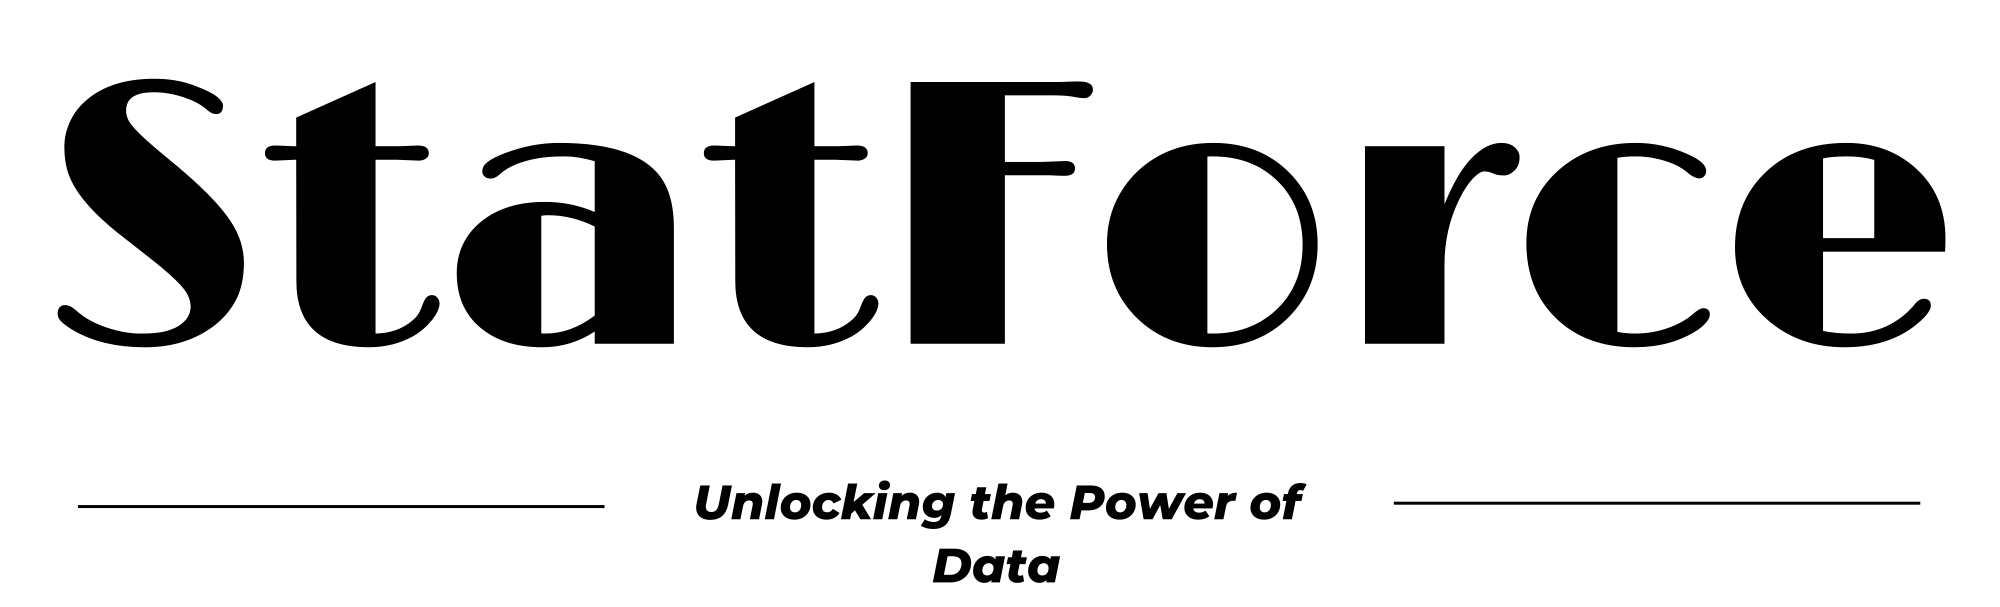 StatForce
Unlocking the Power of
Data